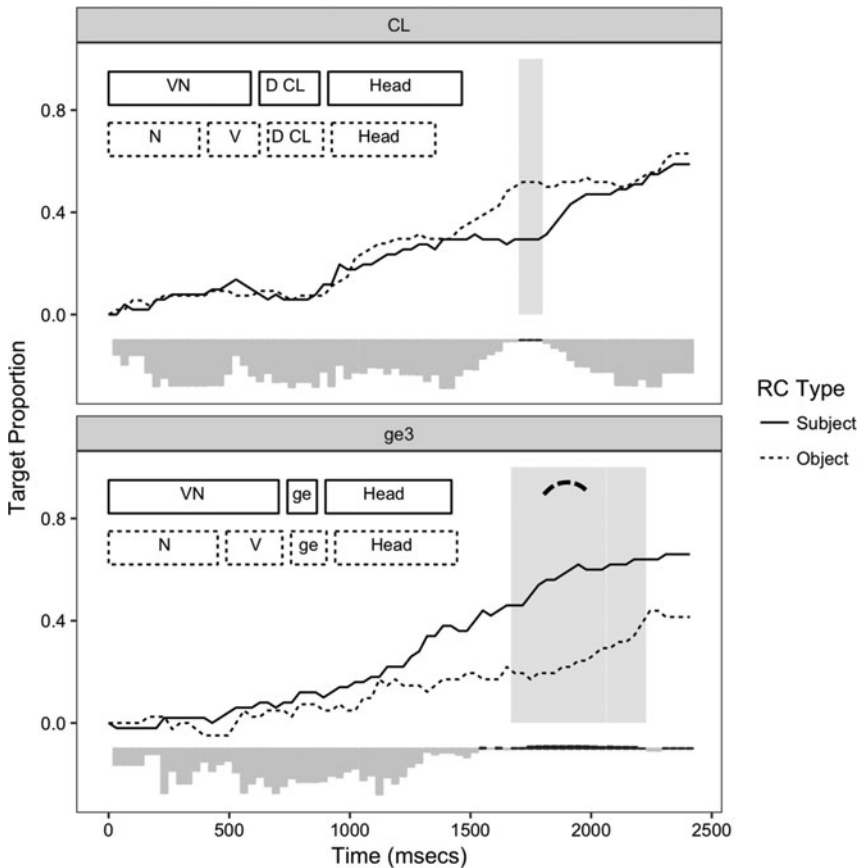 CL
VN D CL Head
N V D CL Head
0.8
0.4
0.0
ge3
VN ge Head
N V ge Head
0.8
0.4
0.0
0 500 1000 1500 2000 2500
Time (msecs)
Target Proportion
RC Type
Subject
Object